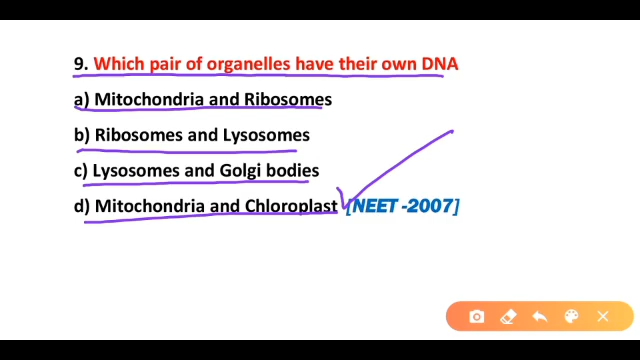 9. Which pair of organelles have their own DNA
a) Mitochondria and Ribosomes
b) Ribosomes and Lysosomes
c) Lysosomes and Golgi bodies
d) Mitochondria and Chloroplast [NEET -2007]